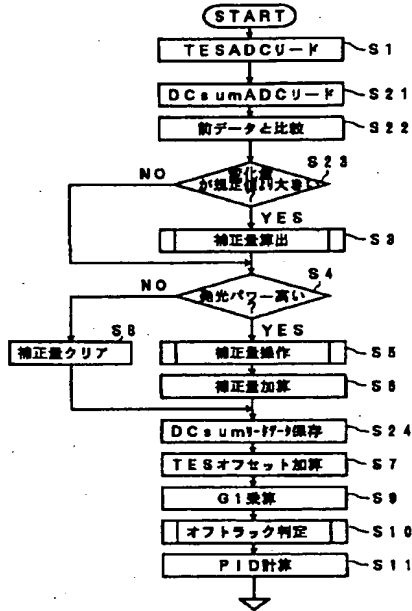 START
TESADCリード
S1
DCsumADCリード
S21
前データと比較
S22
変化量
が規定値より大きい
?
S23
NO
YES
補正量算出
S3
発光パワー高い
?
S4
NO
YES
補正量クリア
S8
補正量操作
S5
補正量加算
S6
DCsumリードデータ保存
S24
TESオフセット加算
S7
G1乗算
S9
オフトラック判定
S10
PID計算
S11